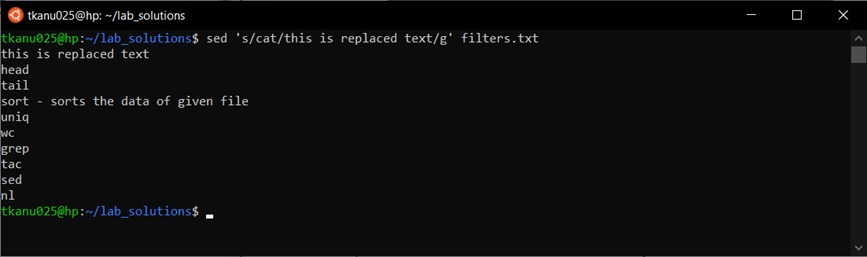 tkanu025@hp: ~/lab_solutions
tkanu025@hp:~/lab_solutions$ sed 's/cat/this is replaced text/g' filters.txt
this is replaced text
head
tail
sort - sorts the data of given file
uniq
wc
grep
tac
sed
nl
tkanu025@hp:~/lab_solutions$